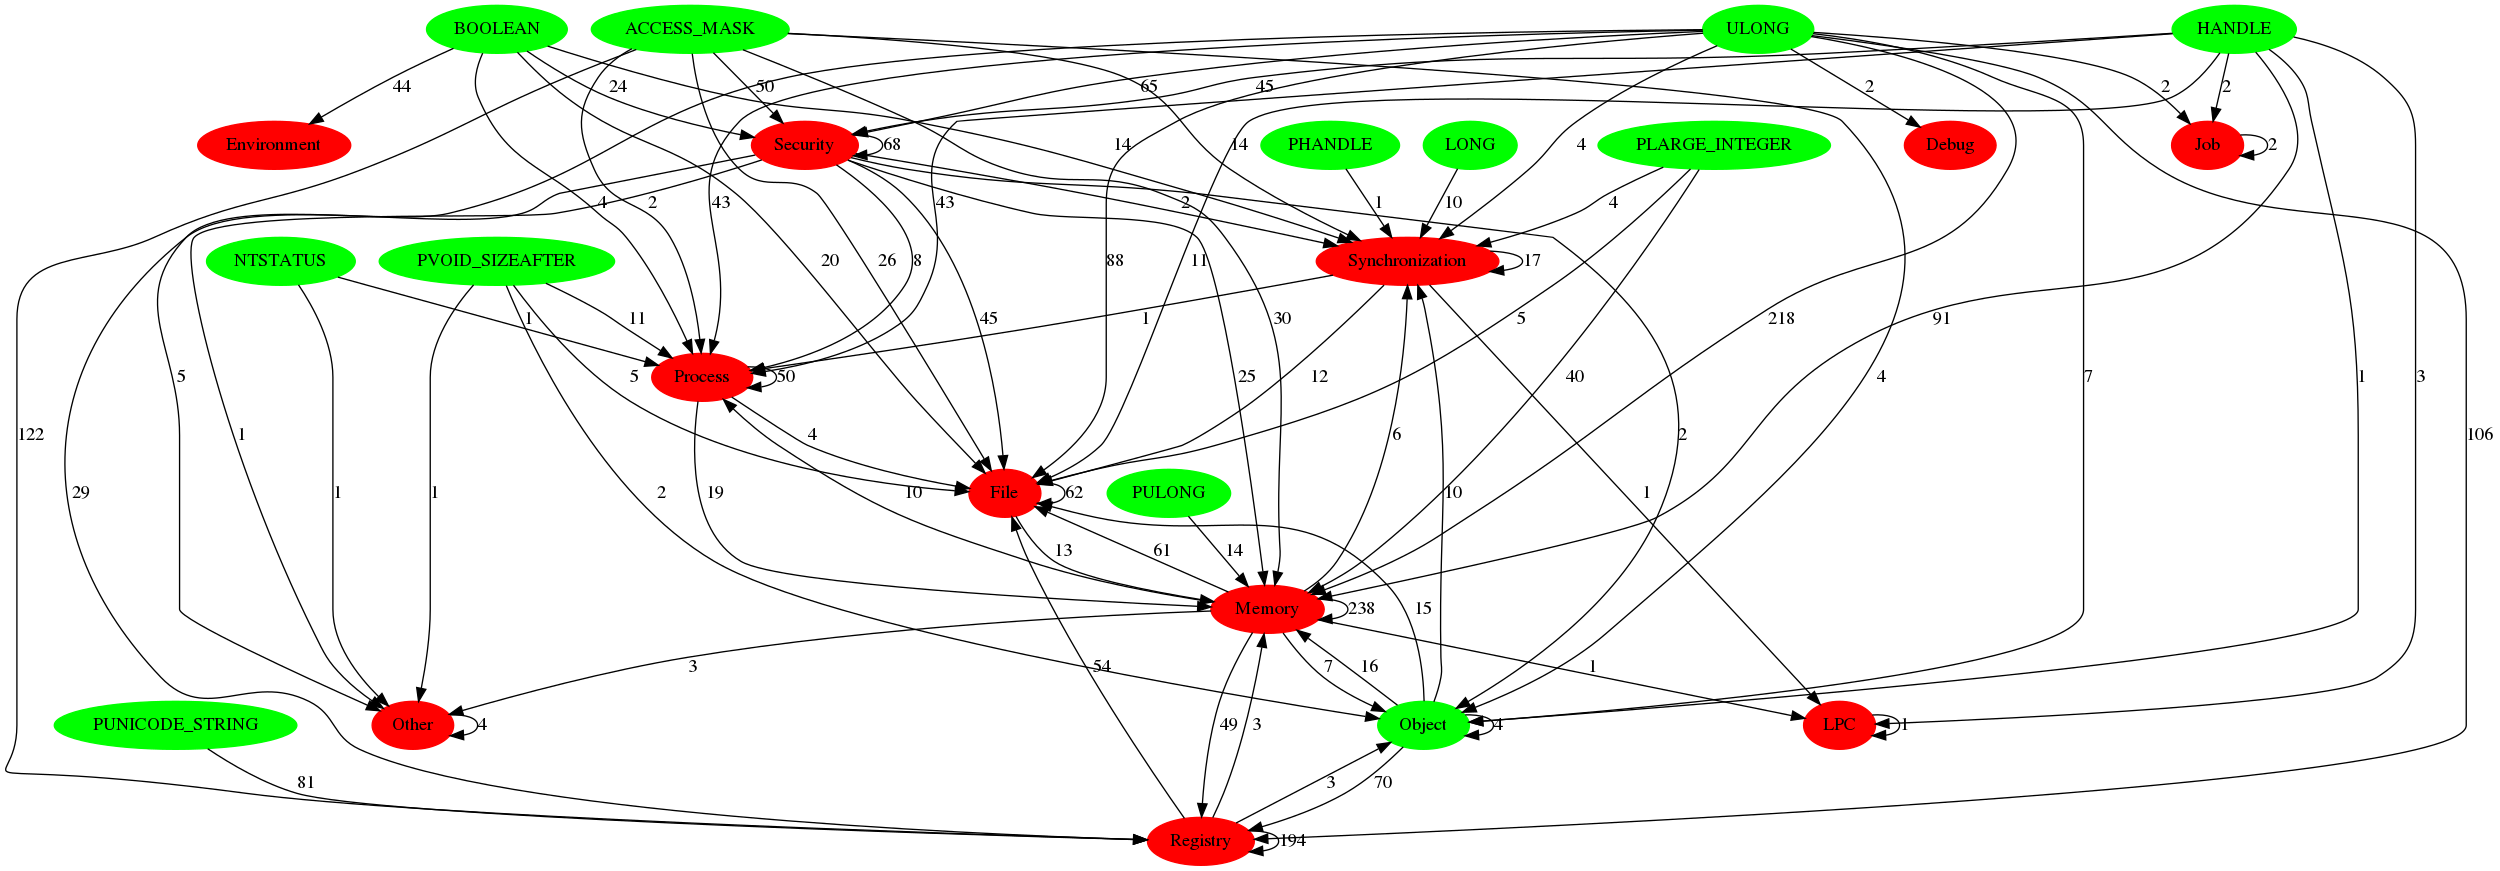 BOOLEAN ACCESS_MASK ULONG HANDLE
44 24 50 65 45 2 2 2
Environment Security 68 PHANDLE LONG PLARGE_INTEGER Debug Job 2
14 14 4
4 2 43 43 2 1 10 4
NTSTATUS PVOID_SIZEAFTER 20 26 88 8 11 Synchronization 17
1 11 45 1 30 5 218 91
5 Process 50 5 25 12 40 4 7 1 3
122 1 4 6 2 106
29 1 1 2 19 10 File 62 PULONG 10 1
13 61 14
Memory 238 15
3 54 7 16 1
PUNICODE_STRING Other 4 49 3 Object 4 LPC 1
81 3 70
Registry 194